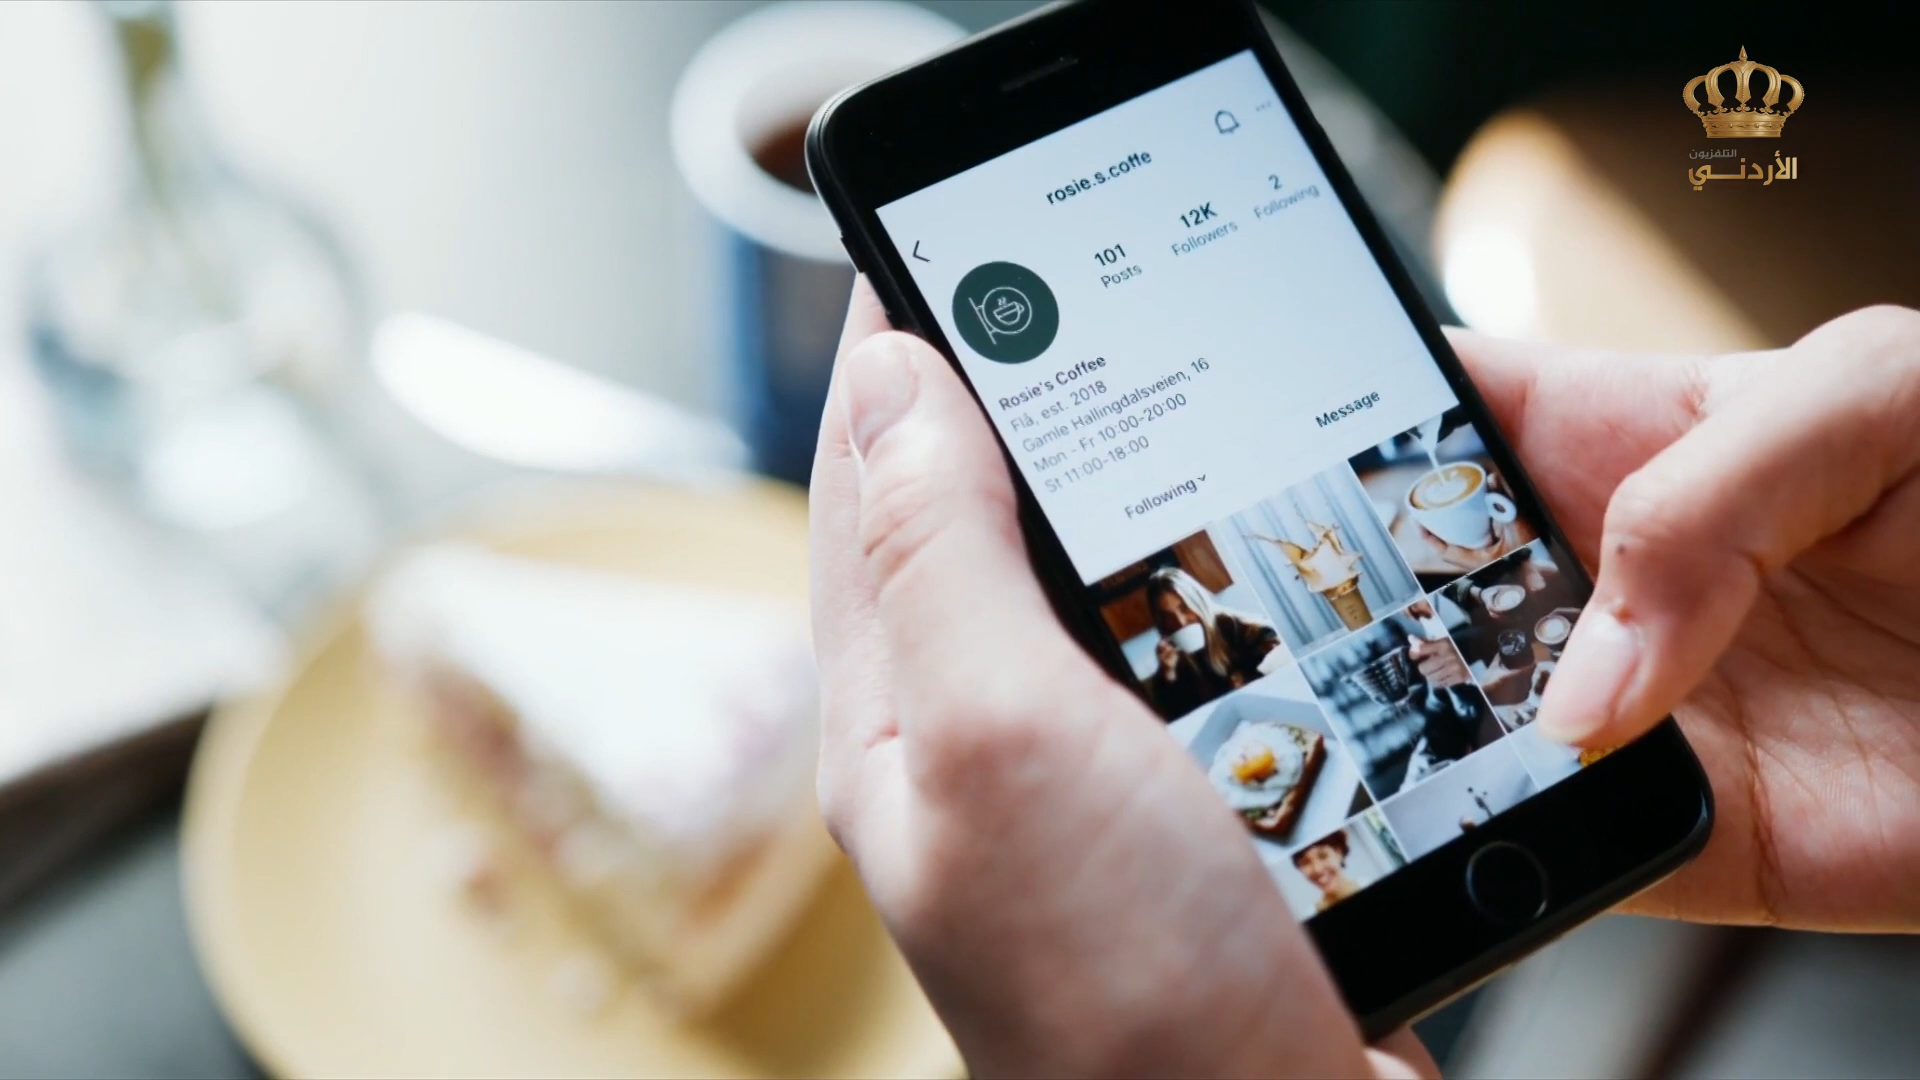 rosie.s.coffe
101
Posts
12K
Followers
2
Following
Rosie's Coffee
Flå, est. 2018
Gamle Hallingdalsveien, 16
Mon - Fr 10:00-20:00
St 11:00-18:00
Following
Message
التلفزيون
الأردني